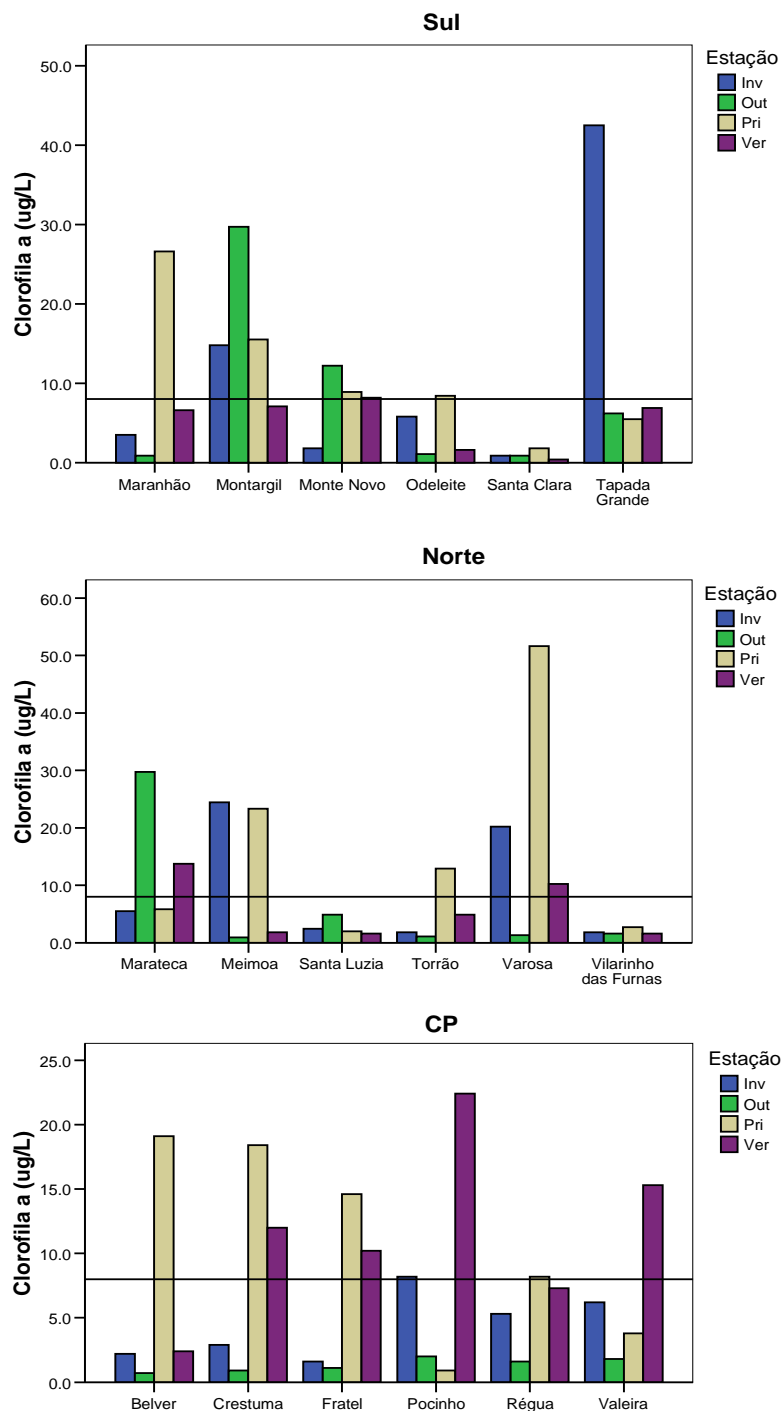 Sul
Clorofila a (ug/L)
50.0
40.0
30.0
20.0
10.0
0.0
Maranhão Montargil Monte Novo Odeleite Santa Clara Tapada
Grande
Estação
Inv
Out
Pri
Ver
Norte
Clorofila a (ug/L)
60.0
50.0
40.0
30.0
20.0
10.0
0.0
Marateca Meimoa Santa Luzia Torrão Varosa Vilarinho
das Furnas
Estação
Inv
Out
Pri
Ver
CP
Clorofila a (ug/L)
25.0
20.0
15.0
10.0
5.0
0.0
Belver Crestuma Fratel Pocinho Régua Valeira
Estação
Inv
Out
Pri
Ver